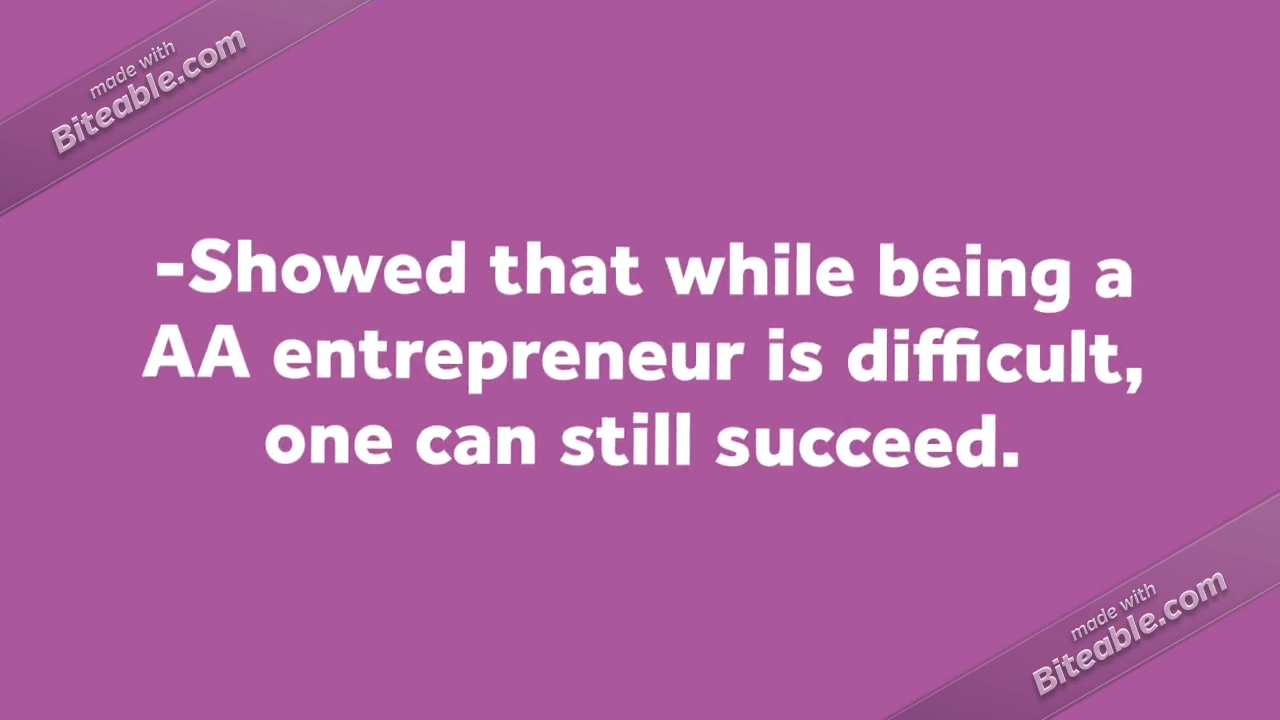 made with
Biteable.com
-Showed that while being a
AA entrepreneur is difficult,
one can still succeed.
made with
Biteable.com